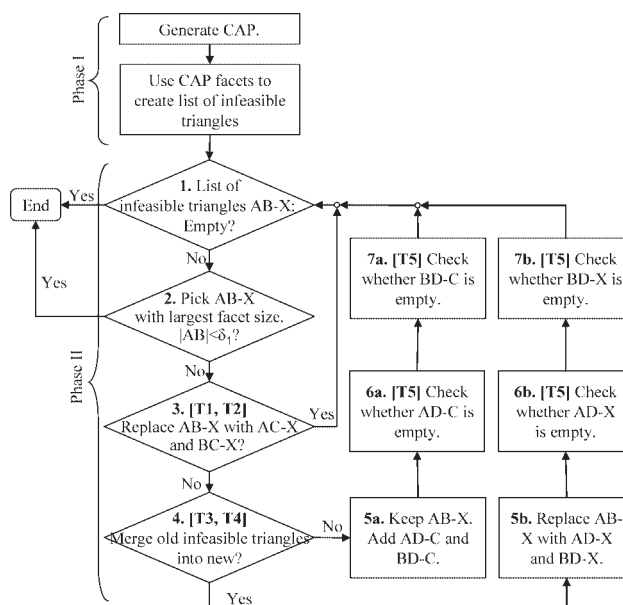 Phase I
Generate CAP.
Use CAP facets to
create list of infeasible
triangles
Phase II
End
Yes
1. List of
infeasible triangles AB-X:
Empty?
No
Yes
2. Pick AB-X
with largest facet size.
|AB|<δ₁?
No
3. [T1, T2]
Replace AB-X with AC-X
and BC-X?
Yes
No
4. [T3, T4]
Merge old infeasible triangles
into new?
No
Yes
7a. [T5] Check
whether BD-C is
empty.
6a. [T5] Check
whether AD-C is
empty.
5a. Keep AB-X.
Add AD-C and
BD-C.
7b. [T5] Check
whether BD-X is
empty.
6b. [T5] Check
whether AD-X
is empty.
5b. Replace AB-
X with AD-X
and BD-X.